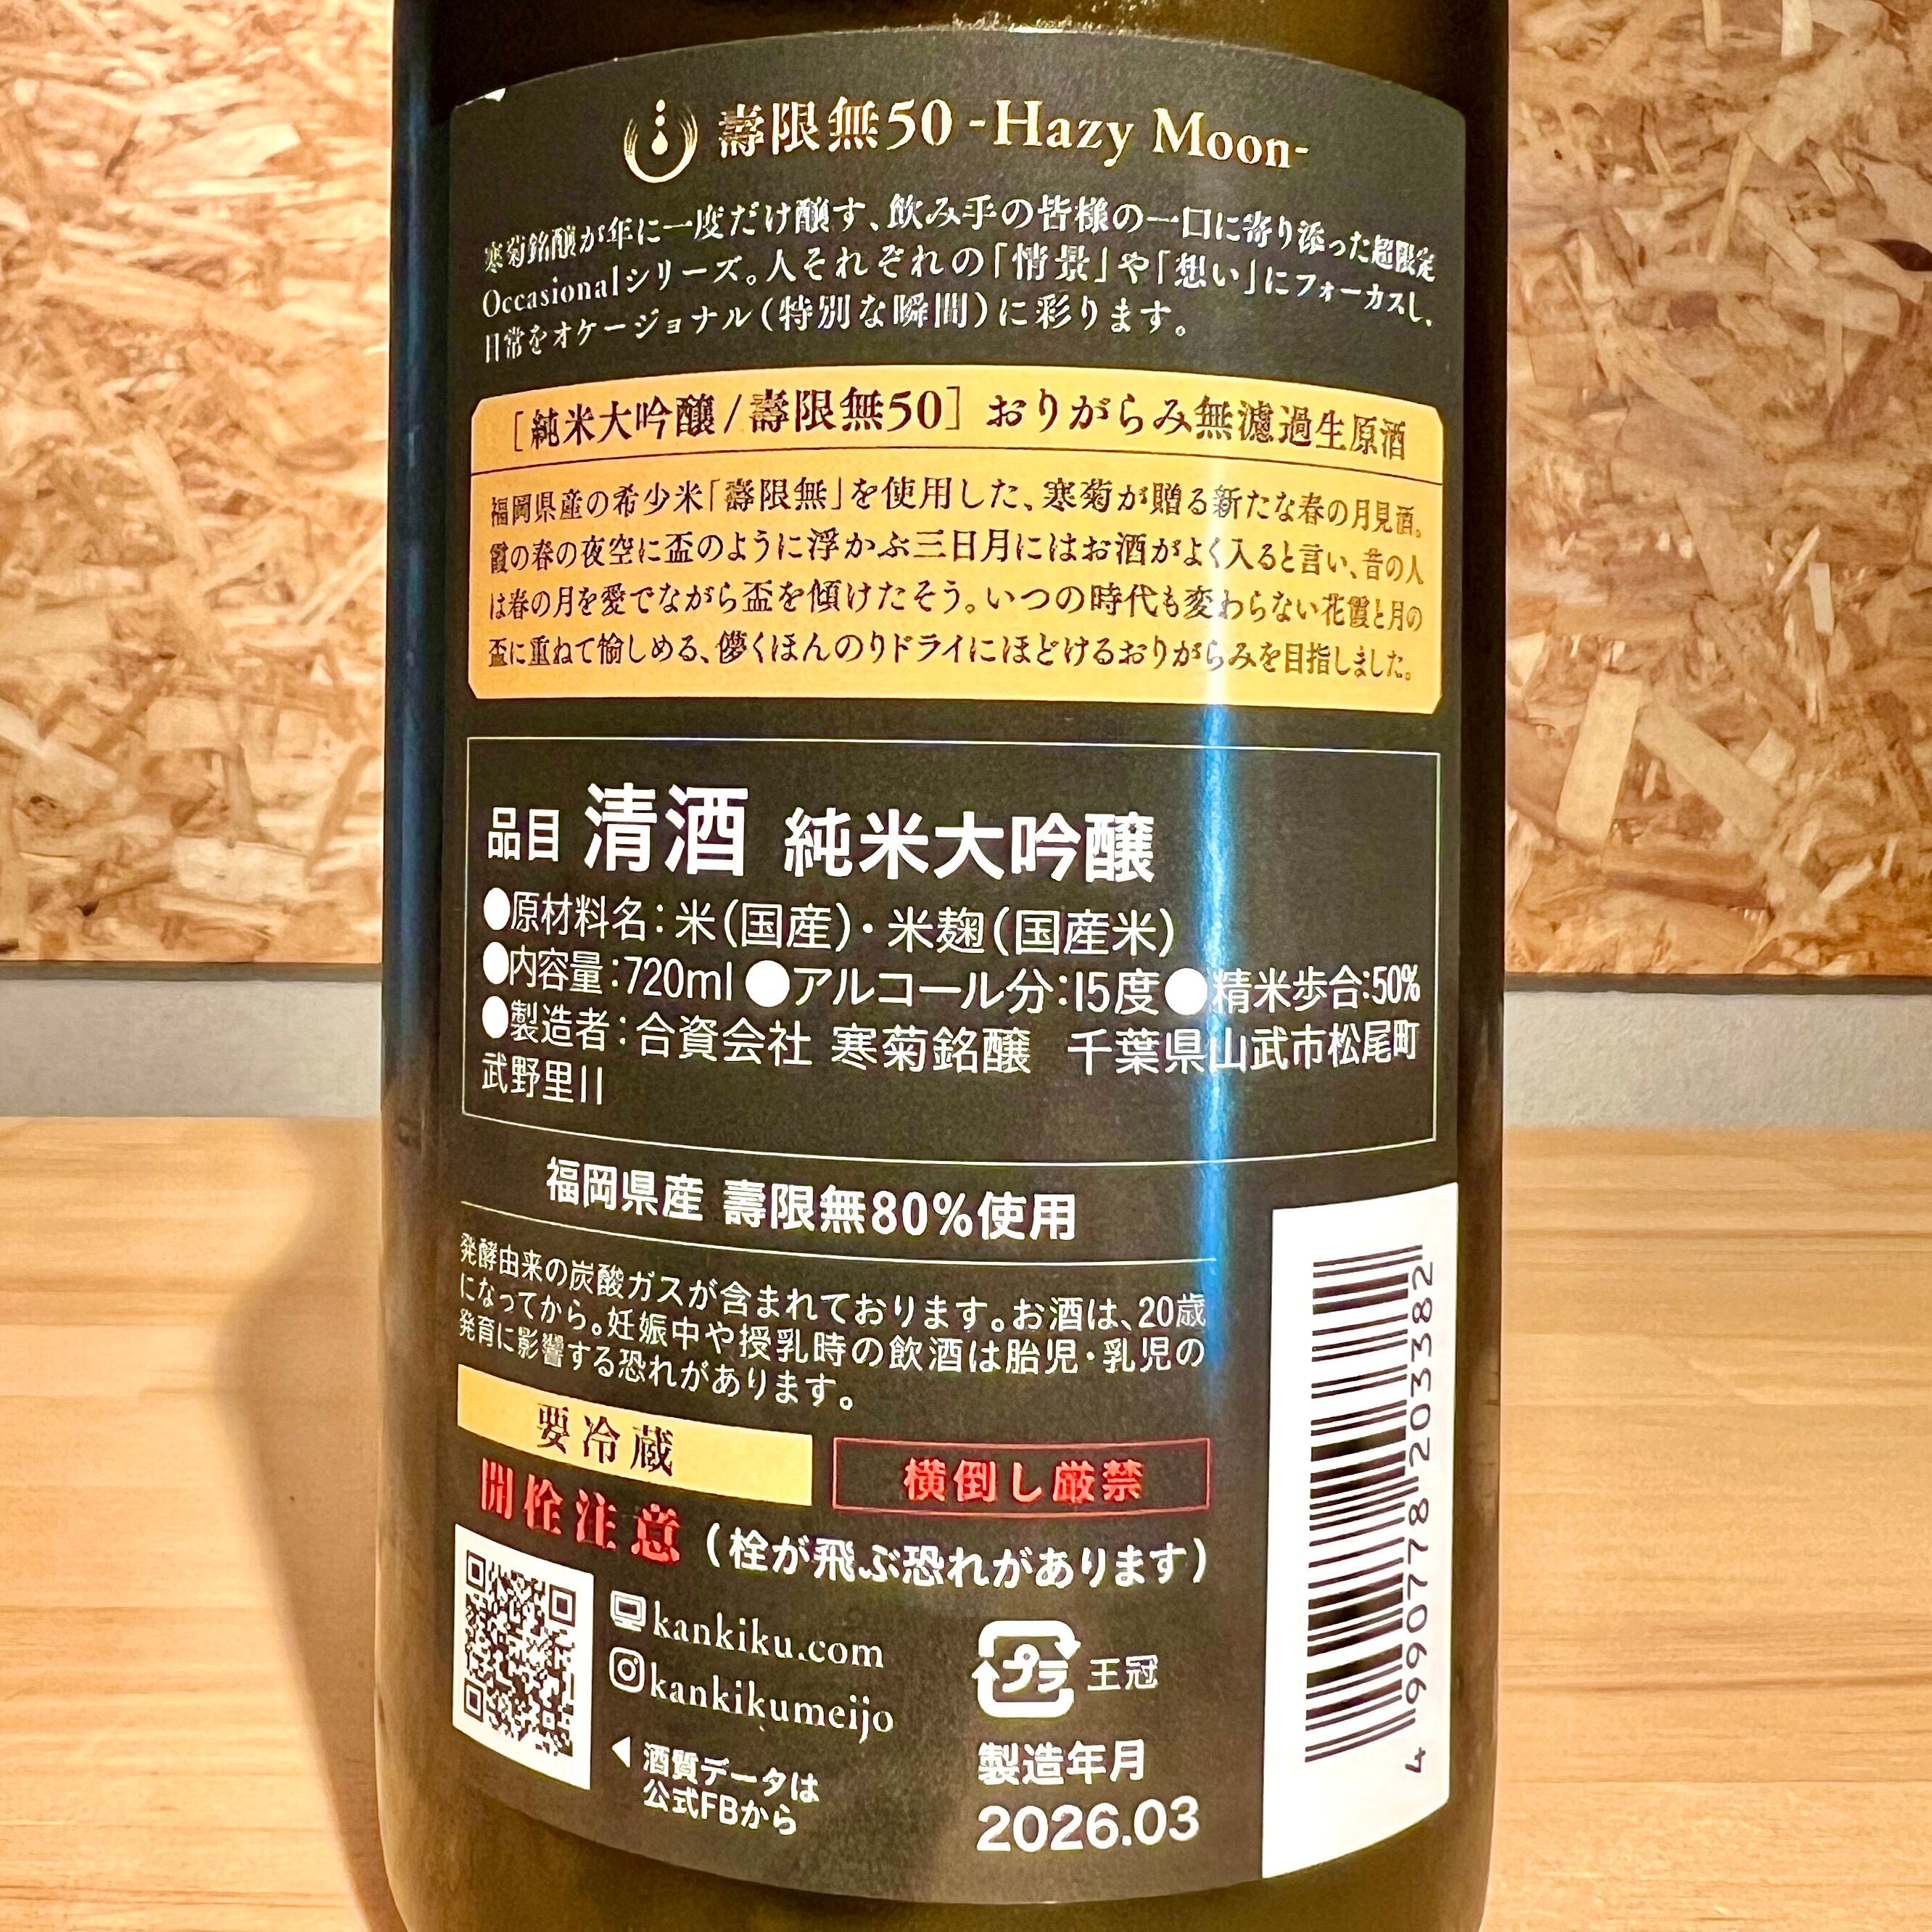 壽限無50 -Hazy Moon-
寒菊銘醸が年に一度だけ醸す、飲み手の皆様の一口に寄り添った超限定
Occasionalシリーズ。人それぞれの「情景」や「想い」にフォーカスし、
日常をオケージョナル(特別な瞬間)に彩ります。
[純米大吟醸/壽限無50] おりがらみ無濾過生原酒
福岡県産の希少米「壽限無」を使用した、寒菊が贈る新たな春の月見酒。
霞の春の夜空に盃のように浮かぶ三日月にはお酒がよく入ると言い、昔の人
は春の月を愛でながら盃を傾けたそう。いつの時代も変わらない花霞と月の
盃に重ねて愉しめる、儚くほんのりドライにほどけるおりがらみを目指しました。
品目 清酒 純米大吟醸
●原材料名:米(国産)・米麹(国産米)
●内容量:720ml ●アルコール分:15度 ●精米歩合:50%
●製造者:合資会社 寒菊銘醸 千葉県山武市松尾町
武野里11
福岡県産 壽限無80%使用
発酵由来の炭酸ガスが含まれております。お酒は、20歳
になってから。妊娠中や授乳時の飲酒は胎児・乳児の
発育に影響する恐れがあります。
要冷蔵
横倒し厳禁
開栓注意 (栓が飛ぶ恐れがあります)
kankiku.com
kankikumeijo
◀ 酒質データは
公式FBから
プラ 王冠
製造年月
2026.03
4 990778 203382